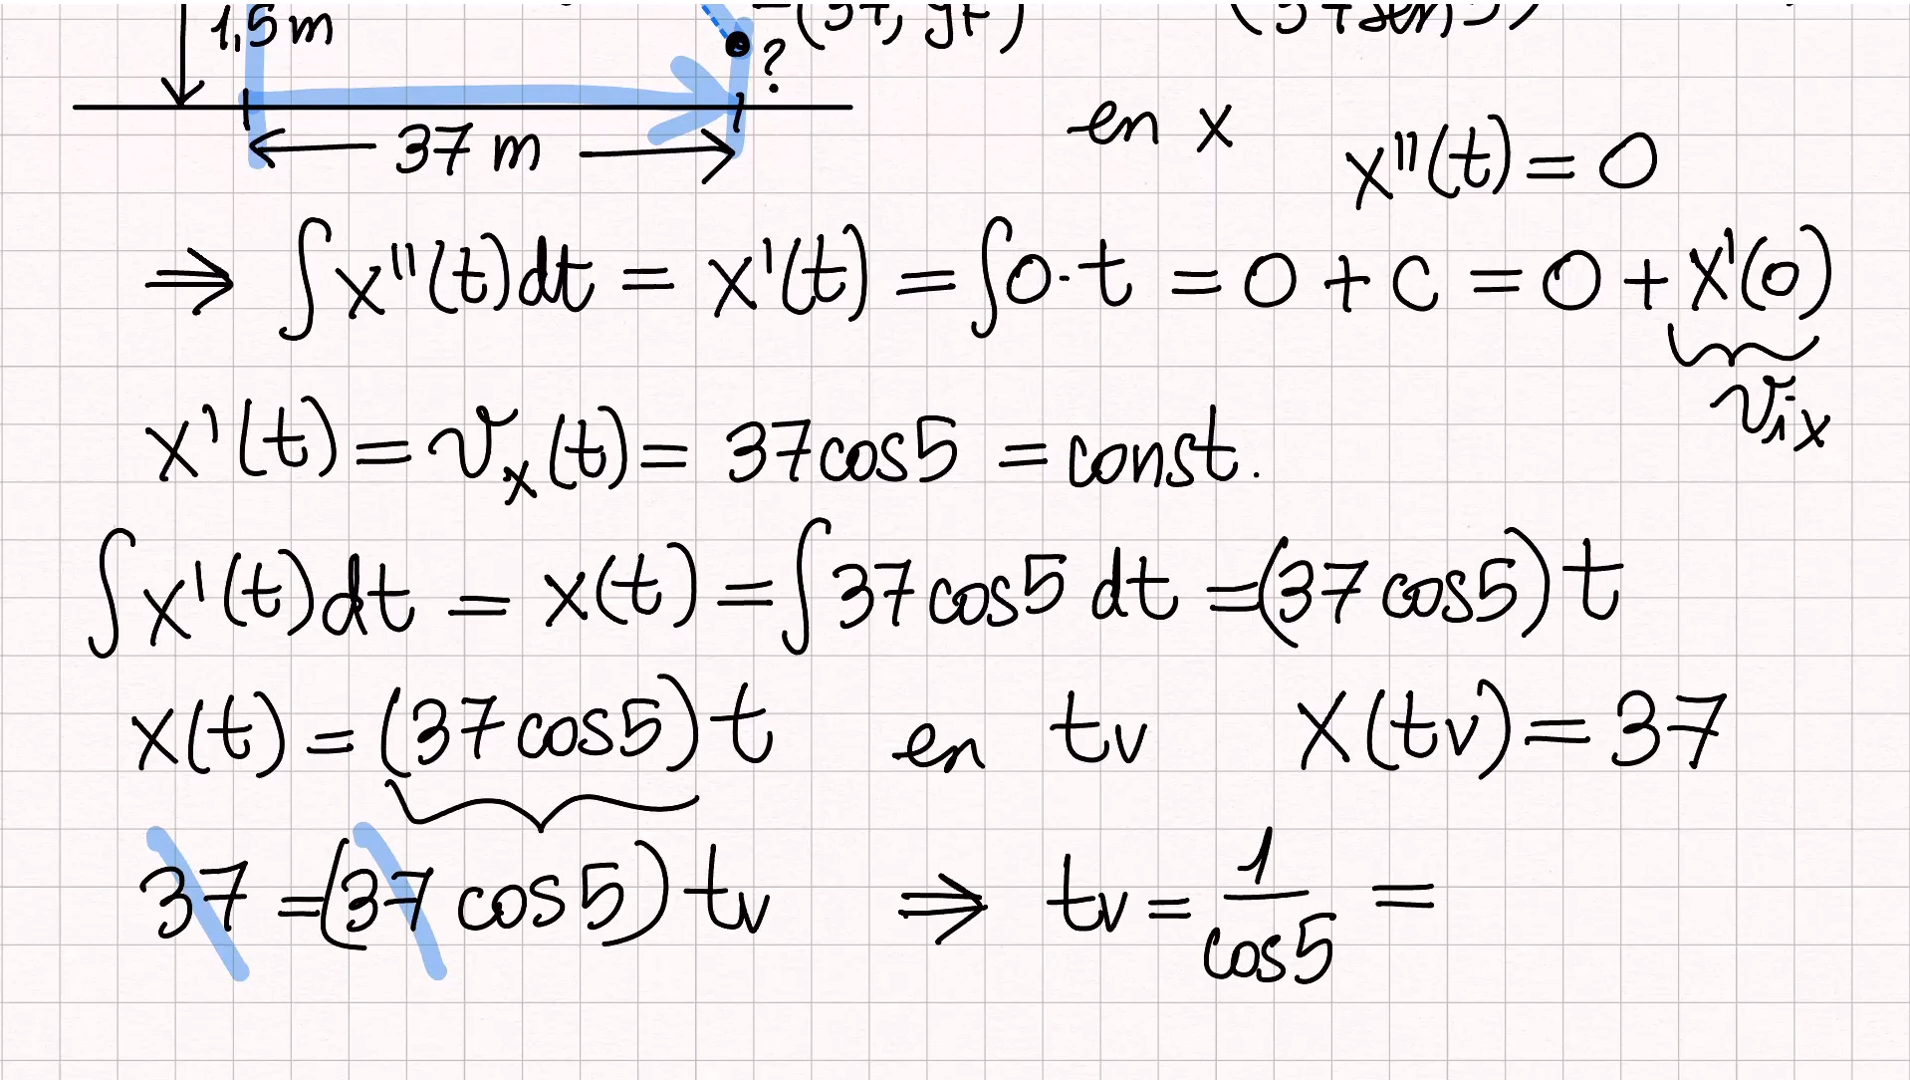 1,5 m
?
37 m
en x
x''(t) = 0
⇒ ∫x''(t)dt = x'(t) = ∫0·t = 0 + C = 0 + x'(0)
vix
x'(t) = vx(t) = 37cos5 = const.
∫x'(t)dt = x(t) = ∫37cos5 dt = (37cos5)t
x(t) = (37cos5)t en tv x(tv) = 37
37 = (37cos5)tv ⇒ tv = 1/cos5 =